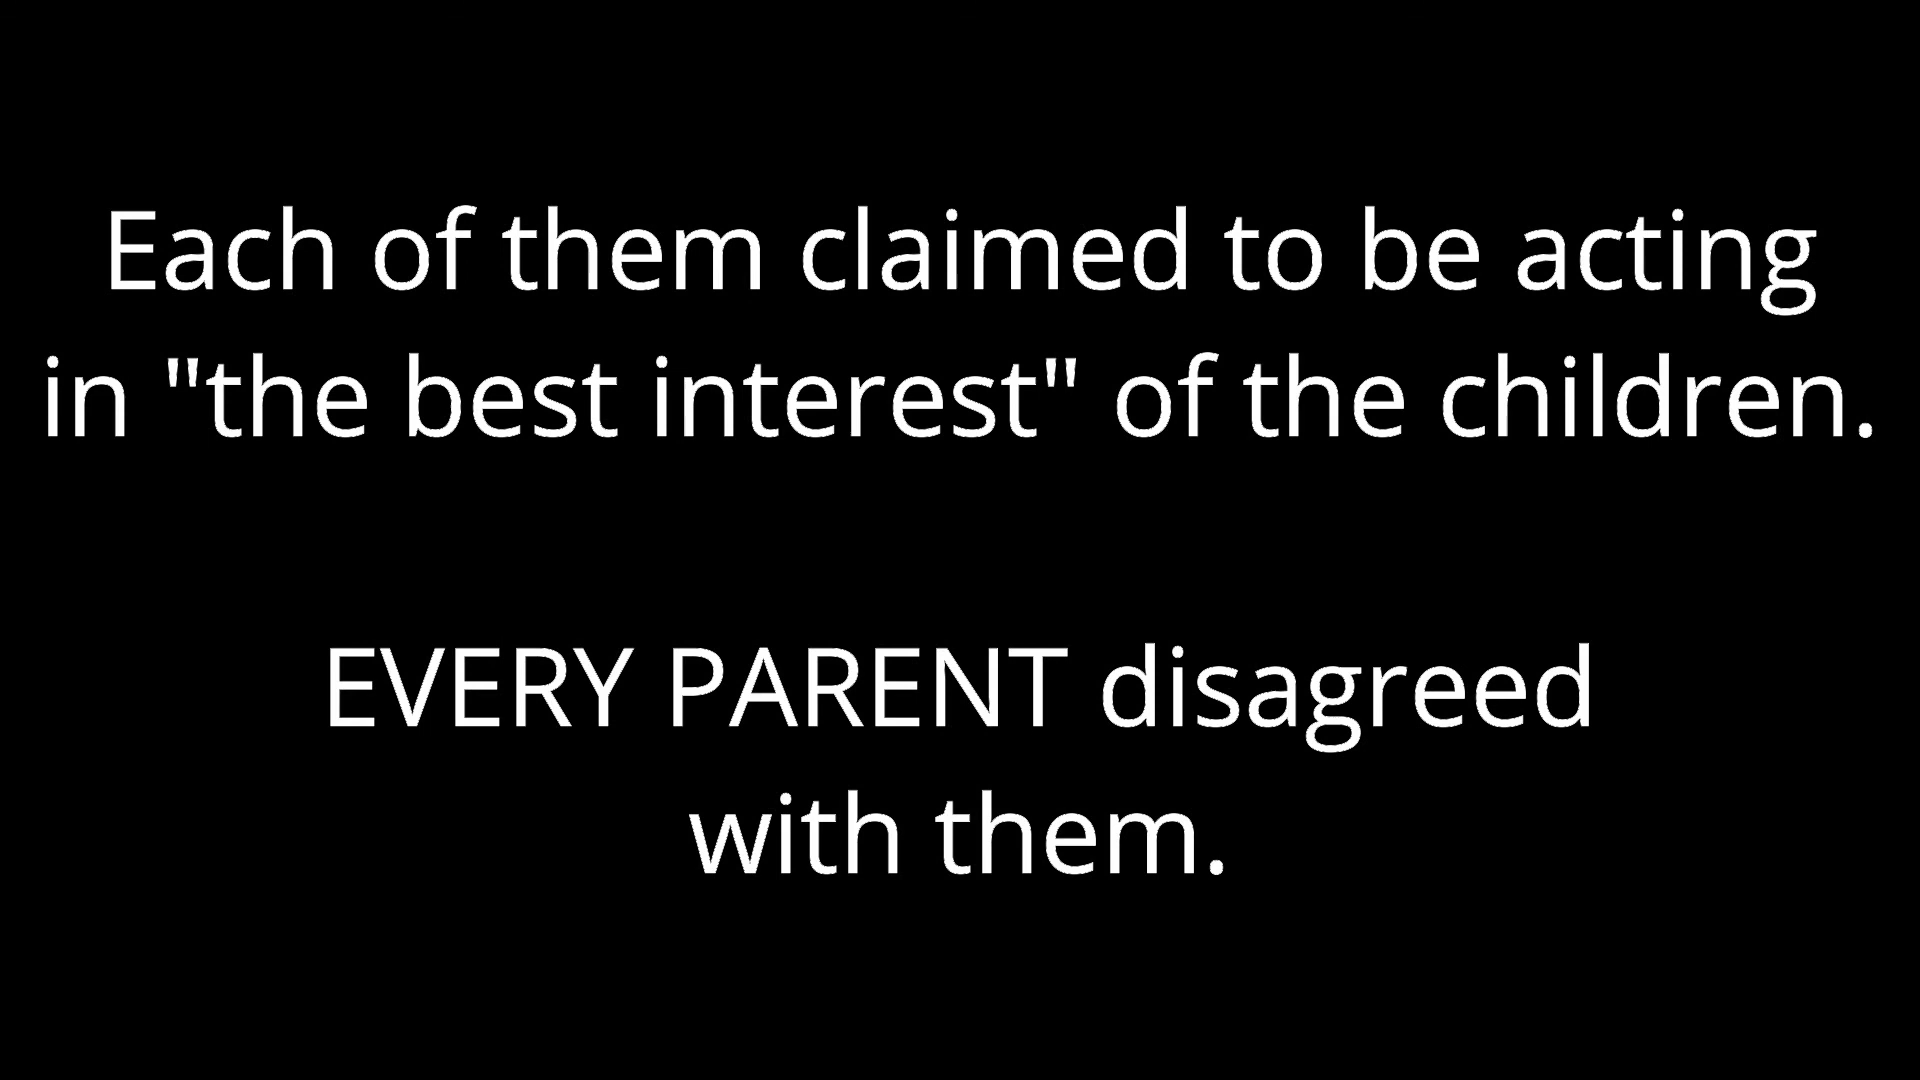 Each of them claimed to be acting
in "the best interest" of the children.
EVERY PARENT disagreed
with them.